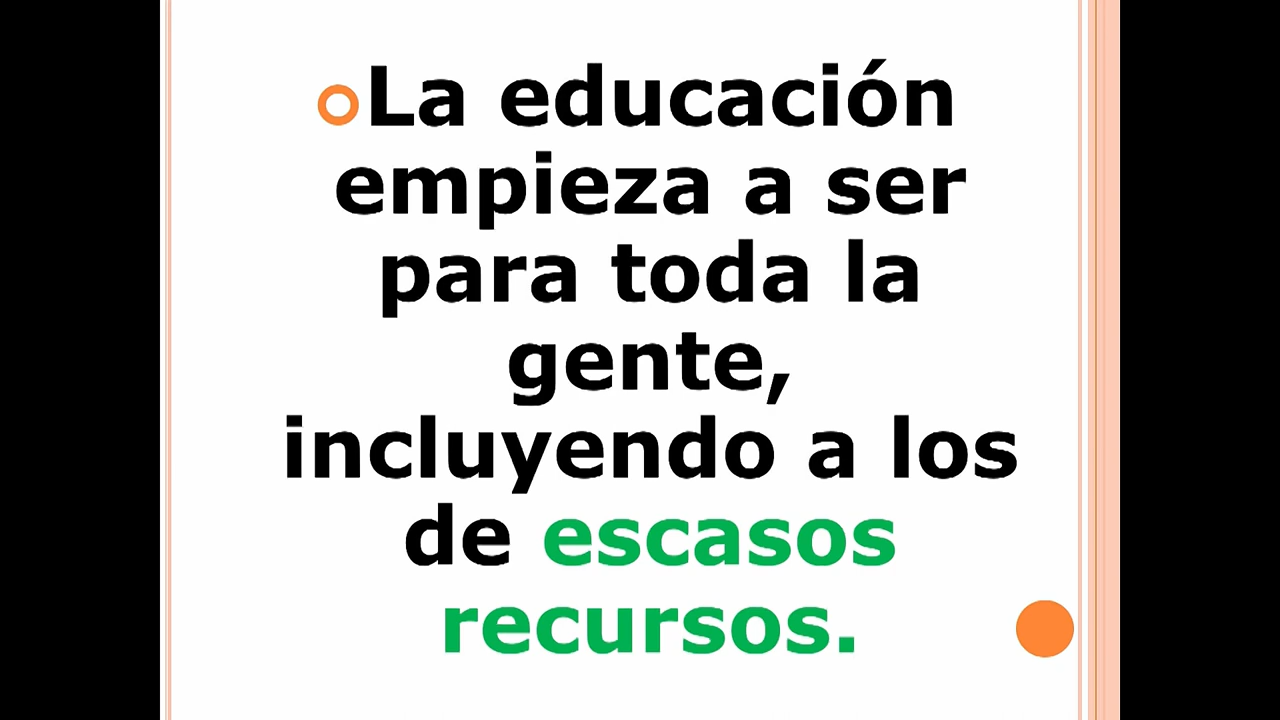 La educación
empieza a ser
para toda la
gente,
incluyendo a los
de escasos
recursos.